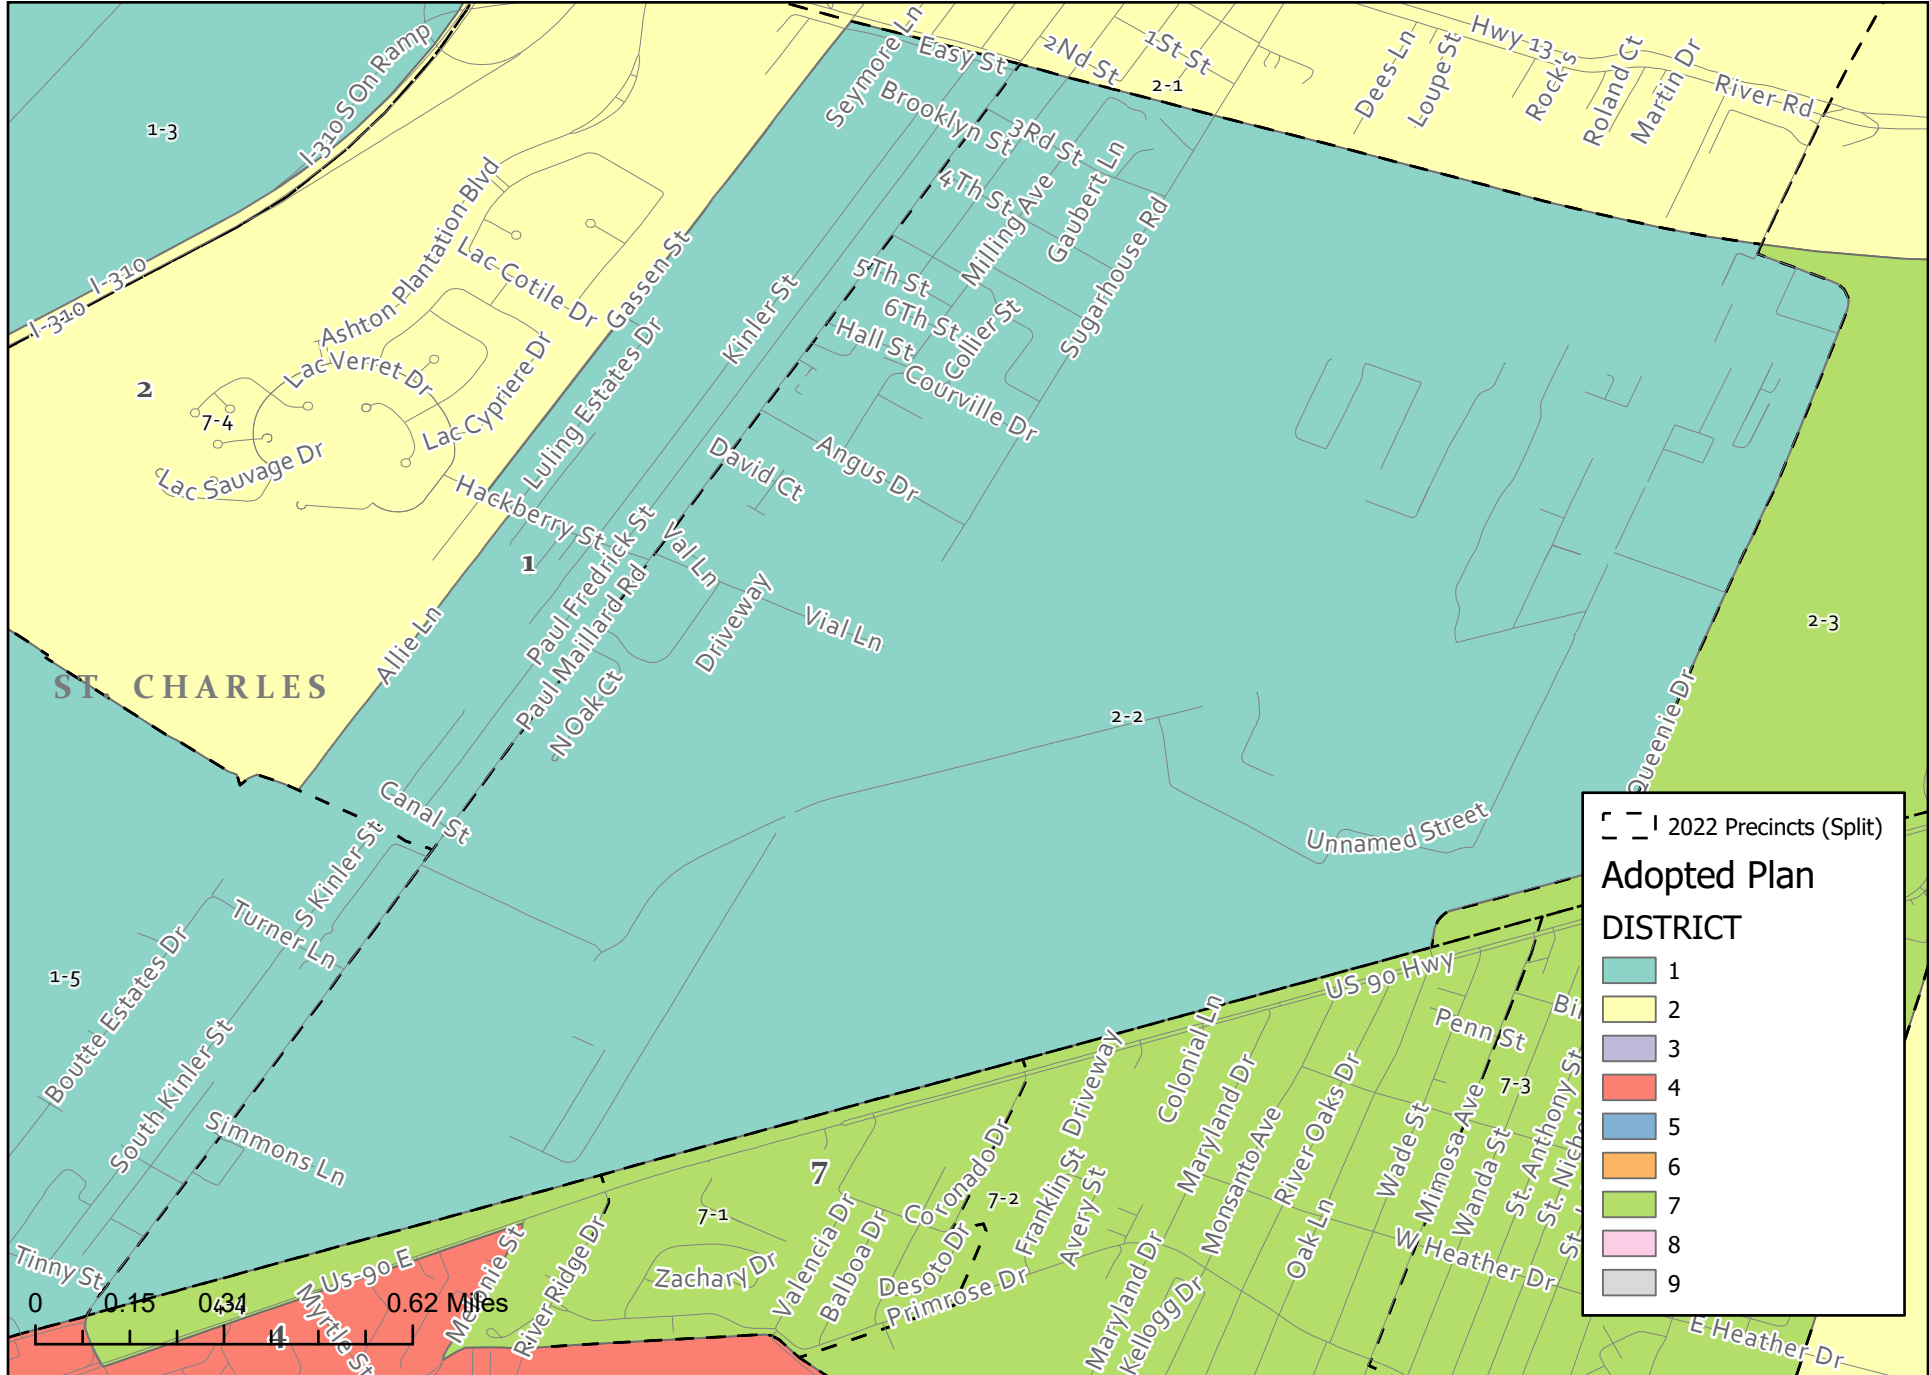 Seymore Ln
Easy St
2Nd St
1St St
2-1
Dees Ln
Loupe St
Hwy 13
Rock's
Roland Ct
Martin Dr
River Rd
1-3
I-310 S On Ramp
Brooklyn St
3Rd St
4Th St
Milling Ave
Gaubert Ln
Sugarhouse Rd
Ashton Plantation Blvd
Lac Cotile Dr
Gassen St
I-310
I-310
Kinler St
5Th St
6Th St
Hall St
Collier St
Courville Dr
Luling Estates Dr
Lac Verret Dr
Lac Cypriere Dr
2
7-4
Lac Sauvage Dr
Hackberry St
David Ct
Angus Dr
1
Paul Fredrick St
Val Ln
Paul Maillard Rd
Driveway
Vial Ln
Allie Ln
N Oak Ct
ST. CHARLES
2-3
2-2
Queenie Dr
Canal St
S Kinler St
Unnamed Street
Turner Ln
Boutte Estates Dr
1-5
South Kinler St
Simmons Ln
Tinny St
US 90 Hwy
Penn St
Colonial Ln
Driveway
Maryland Dr
Monsanto Ave
River Oaks Dr
Wade St
Mimosa Ave
7-3
Wanda St
St. Anthony St
7
7-1
7-2
Coronado Dr
Franklin St
Avery St
Valencia Dr
Balboa Dr
Desoto Dr
Primrose Dr
Zachary Dr
River Ridge Dr
Melonie St
Us-90 E
Myrtle St
4-4
4
Maryland Dr
Kellogg Dr
Oak Ln
W Heather Dr
E Heather Dr
0 0.15 0.31 0.62 Miles
2022 Precincts (Split)
Adopted Plan
DISTRICT
1
2
3
4
5
6
7
8
9